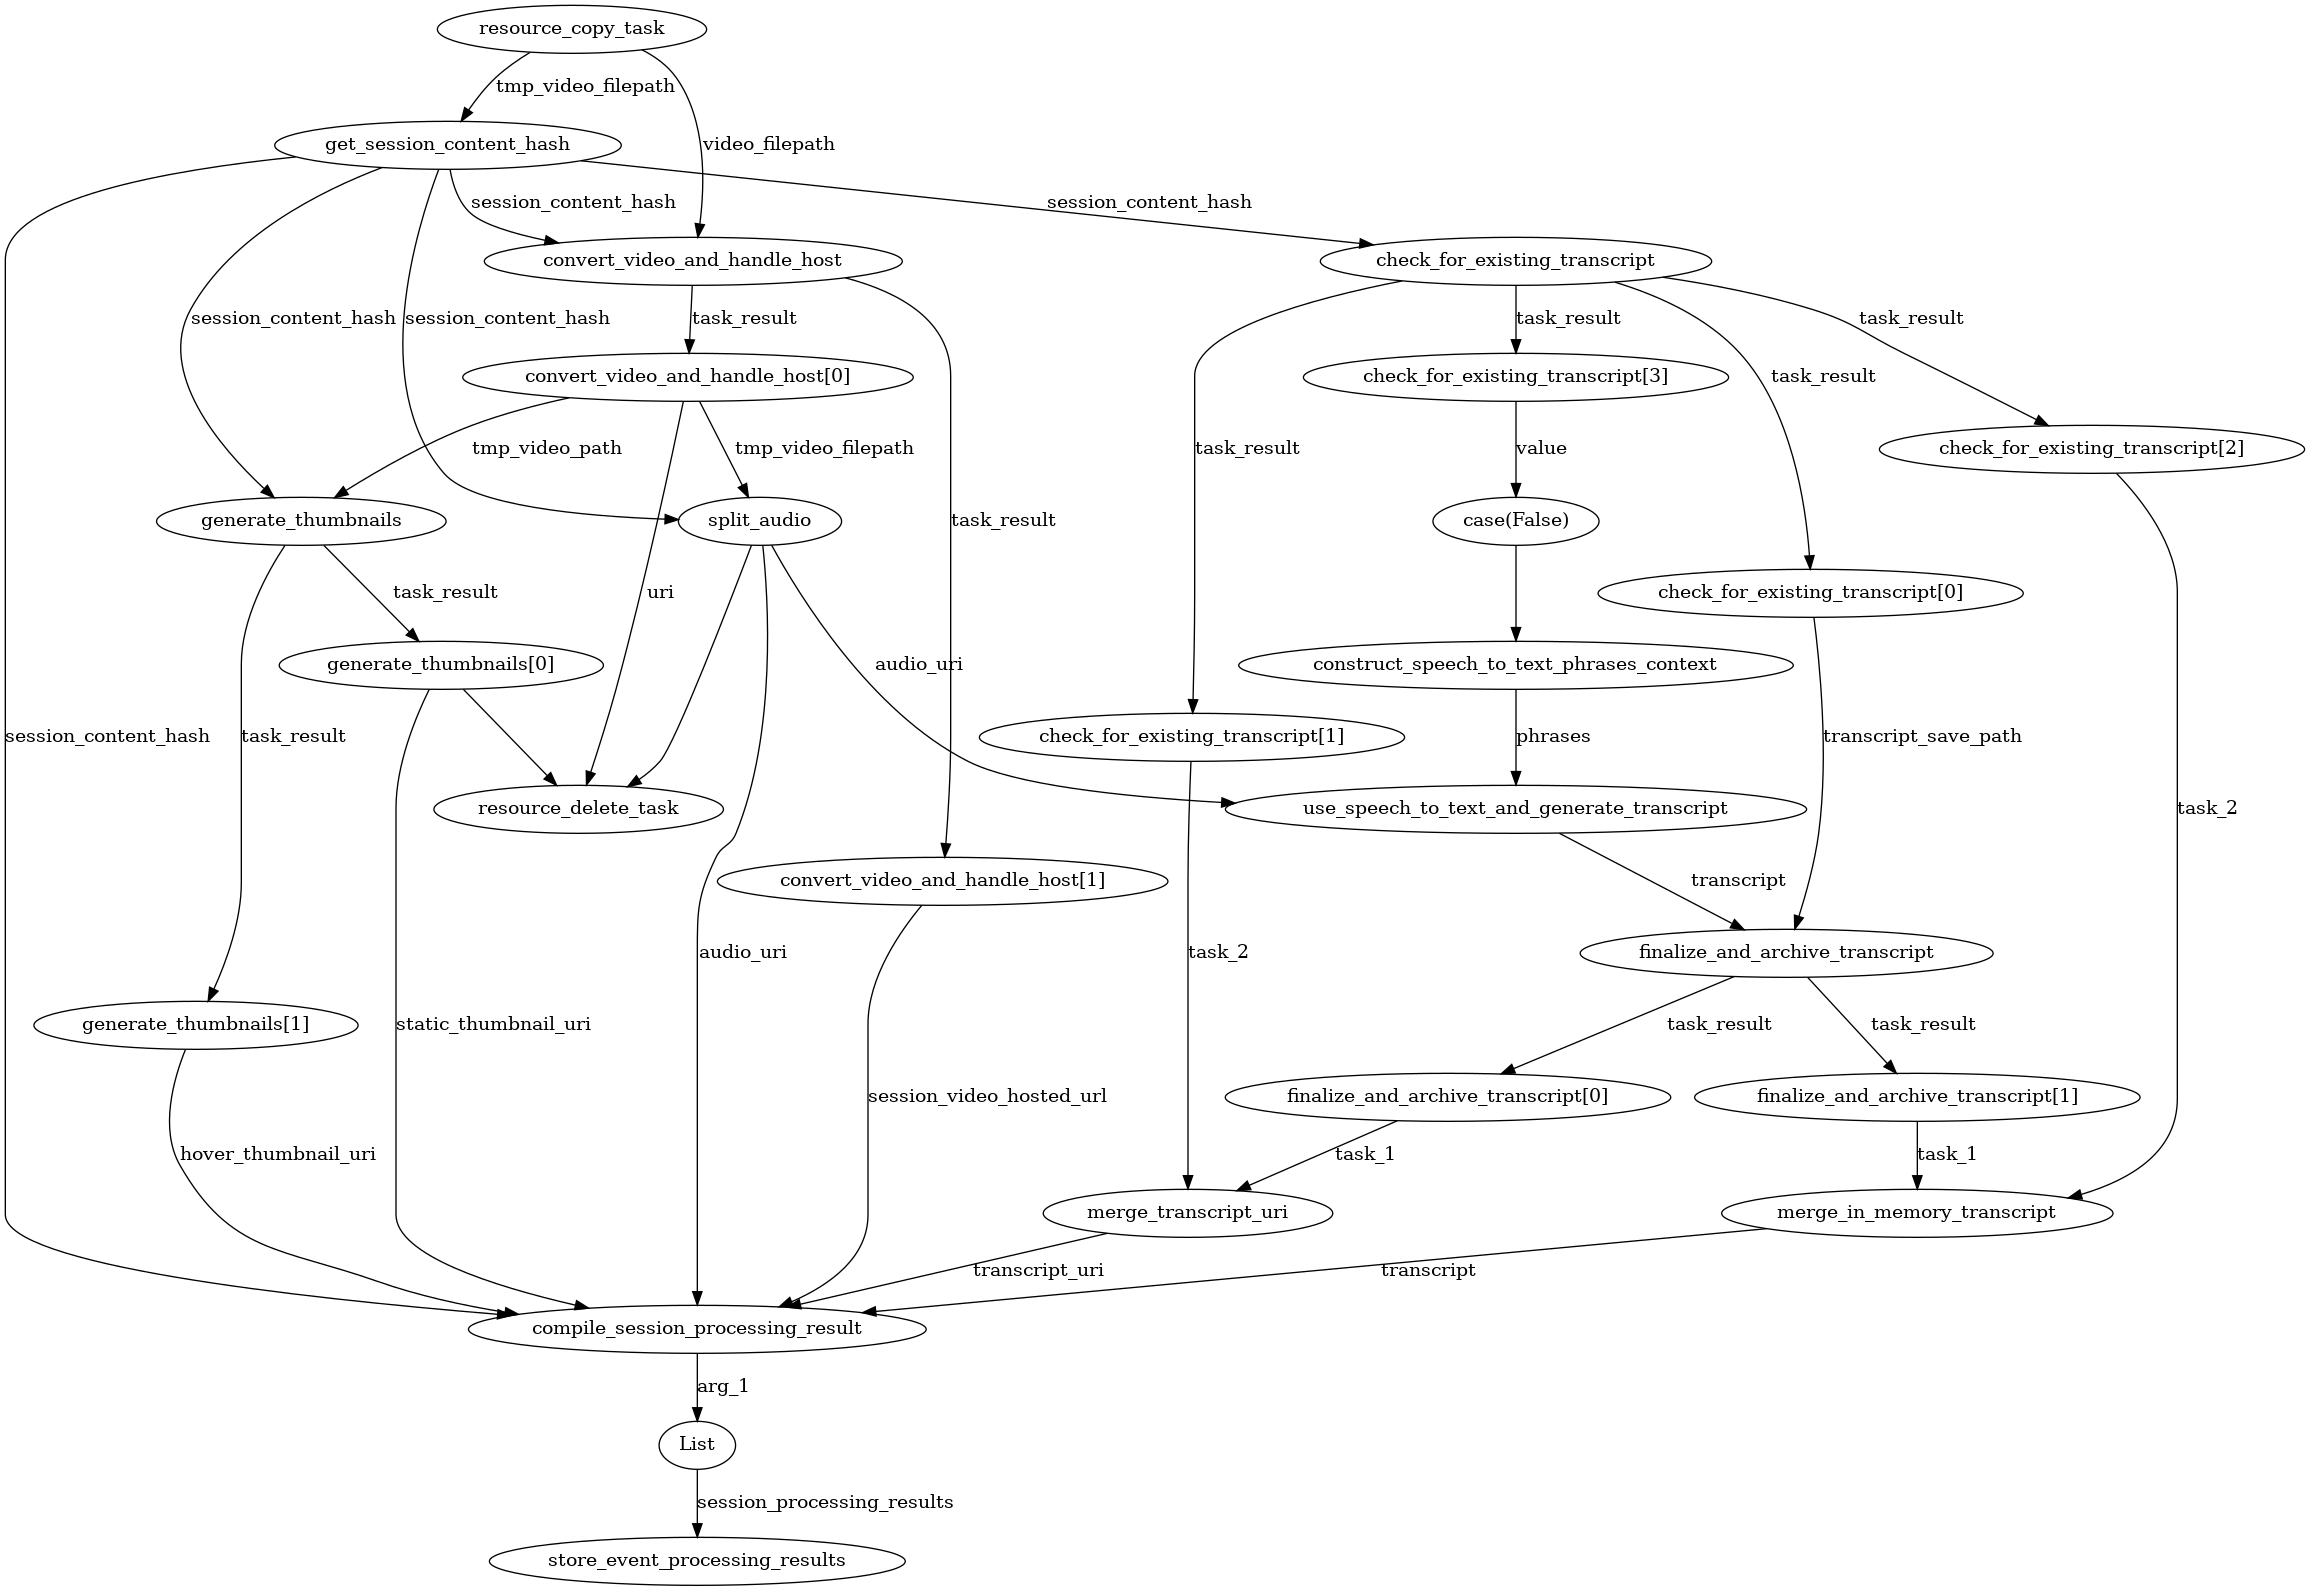 resource_copy_task
tmp_video_filepath
get_session_content_hash
video_filepath
session_content_hash
session_content_hash
convert_video_and_handle_host
check_for_existing_transcript
session_content_hash
session_content_hash
task_result
task_result
task_result
task_result
convert_video_and_handle_host[0]
check_for_existing_transcript[3]
tmp_video_path
tmp_video_filepath
task_result
value
check_for_existing_transcript[2]
generate_thumbnails
split_audio
task_result
case(False)
task_result
uri
check_for_existing_transcript[0]
generate_thumbnails[0]
audio_uri
construct_speech_to_text_phrases_context
session_content_hash
task_result
check_for_existing_transcript[1]
phrases
transcript_save_path
resource_delete_task
use_speech_to_text_and_generate_transcript
task_2
convert_video_and_handle_host[1]
transcript
audio_uri
task_2
finalize_and_archive_transcript
generate_thumbnails[1]
static_thumbnail_uri
task_result
task_result
session_video_hosted_url
finalize_and_archive_transcript[0]
finalize_and_archive_transcript[1]
hover_thumbnail_uri
task_1
task_1
merge_transcript_uri
merge_in_memory_transcript
transcript_uri
transcript
compile_session_processing_result
arg_1
List
session_processing_results
store_event_processing_results